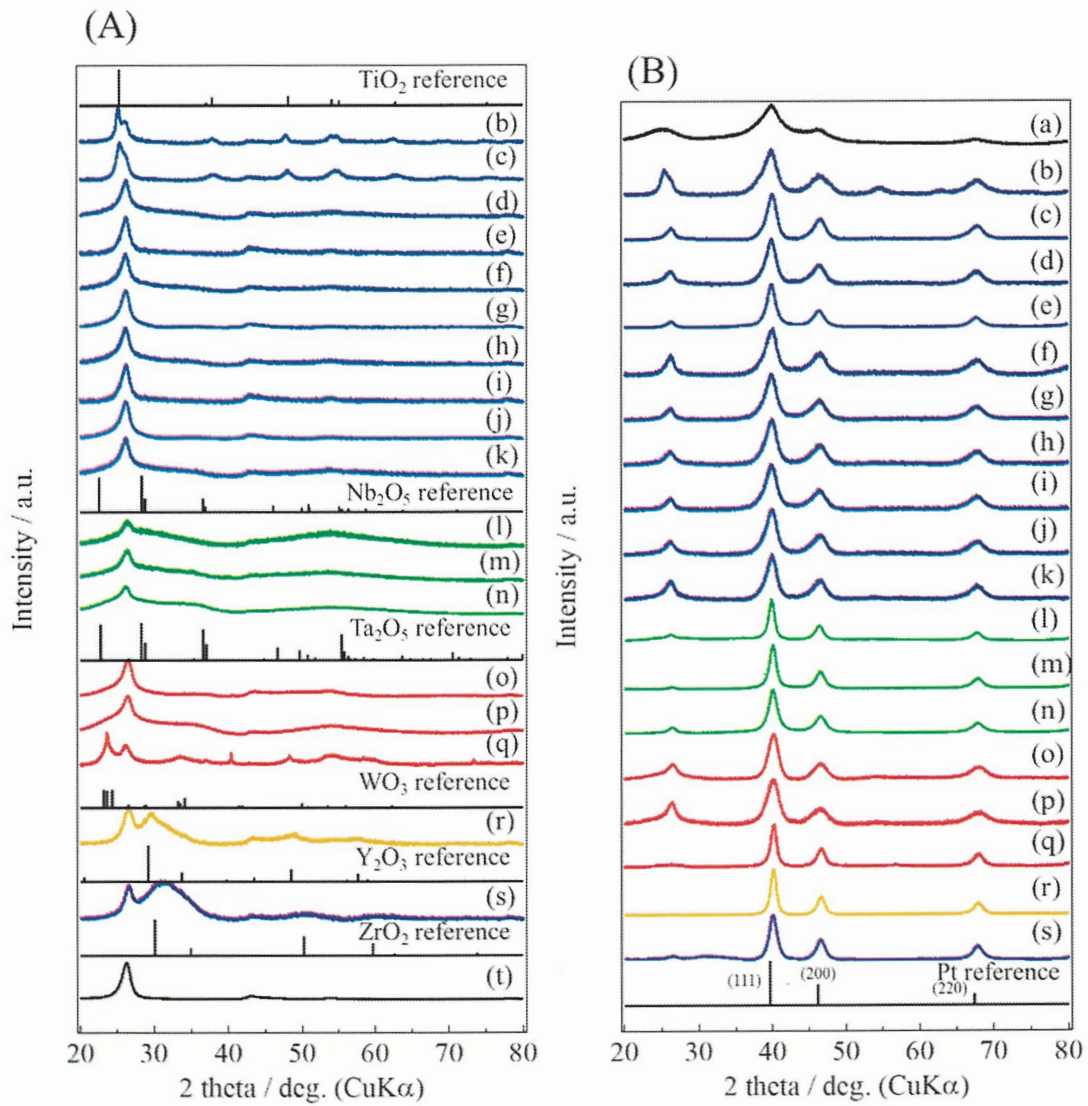 (A)
TiO₂ reference
(b)
(c)
(d)
(e)
(f)
(g)
(h)
(i)
(j)
(k)
Nb₂O₅ reference
(l)
(m)
(n)
Ta₂O₅ reference
(o)
(p)
(q)
WO₃ reference
(r)
Y₂O₃ reference
(s)
ZrO₂ reference
(t)
Intensity / a.u.
20 30 40 50 60 70 80
2 theta / deg. (CuKα)
(B)
(a)
(b)
(c)
(d)
(e)
(f)
(g)
(h)
(i)
(j)
(k)
(l)
(m)
(n)
(o)
(p)
(q)
(r)
(s)
Pt reference
(111) (200) (220)
Intensity / a.u.
20 30 40 50 60 70 80
2 theta / deg. (CuKα)